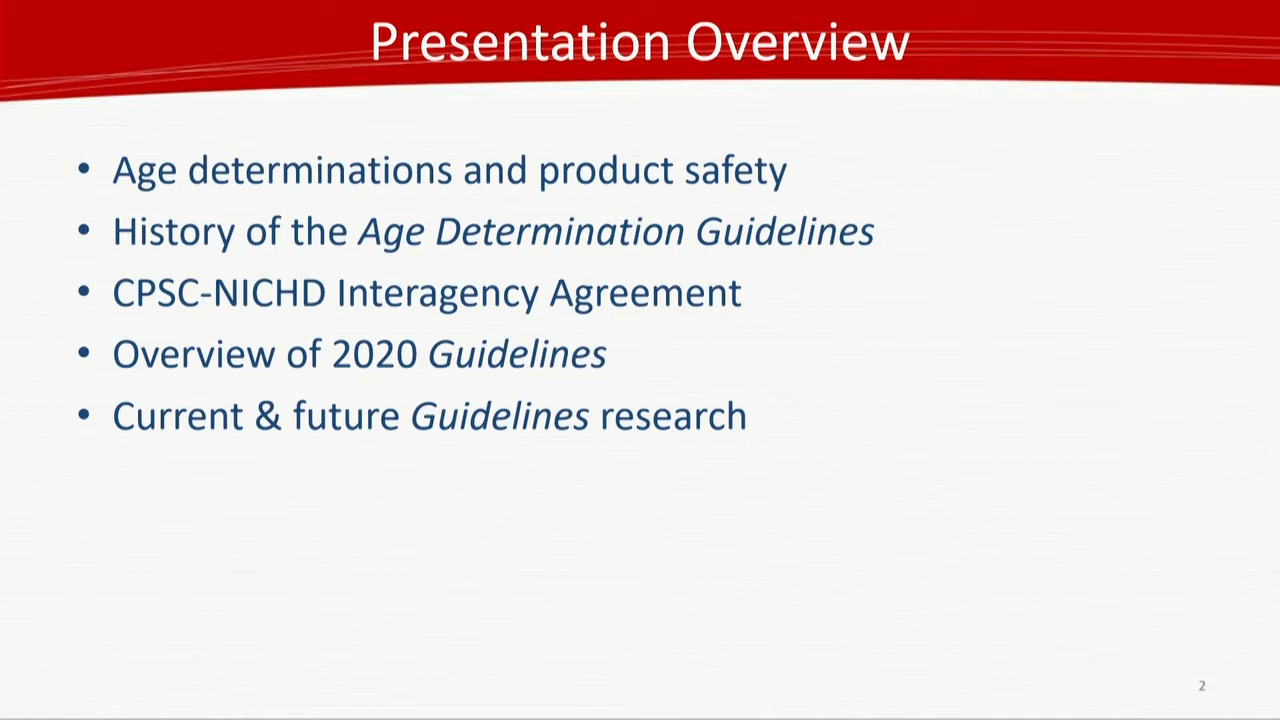 Presentation Overview
• Age determinations and product safety
• History of the Age Determination Guidelines
• CPSC-NICHD Interagency Agreement
• Overview of 2020 Guidelines
• Current & future Guidelines research
2